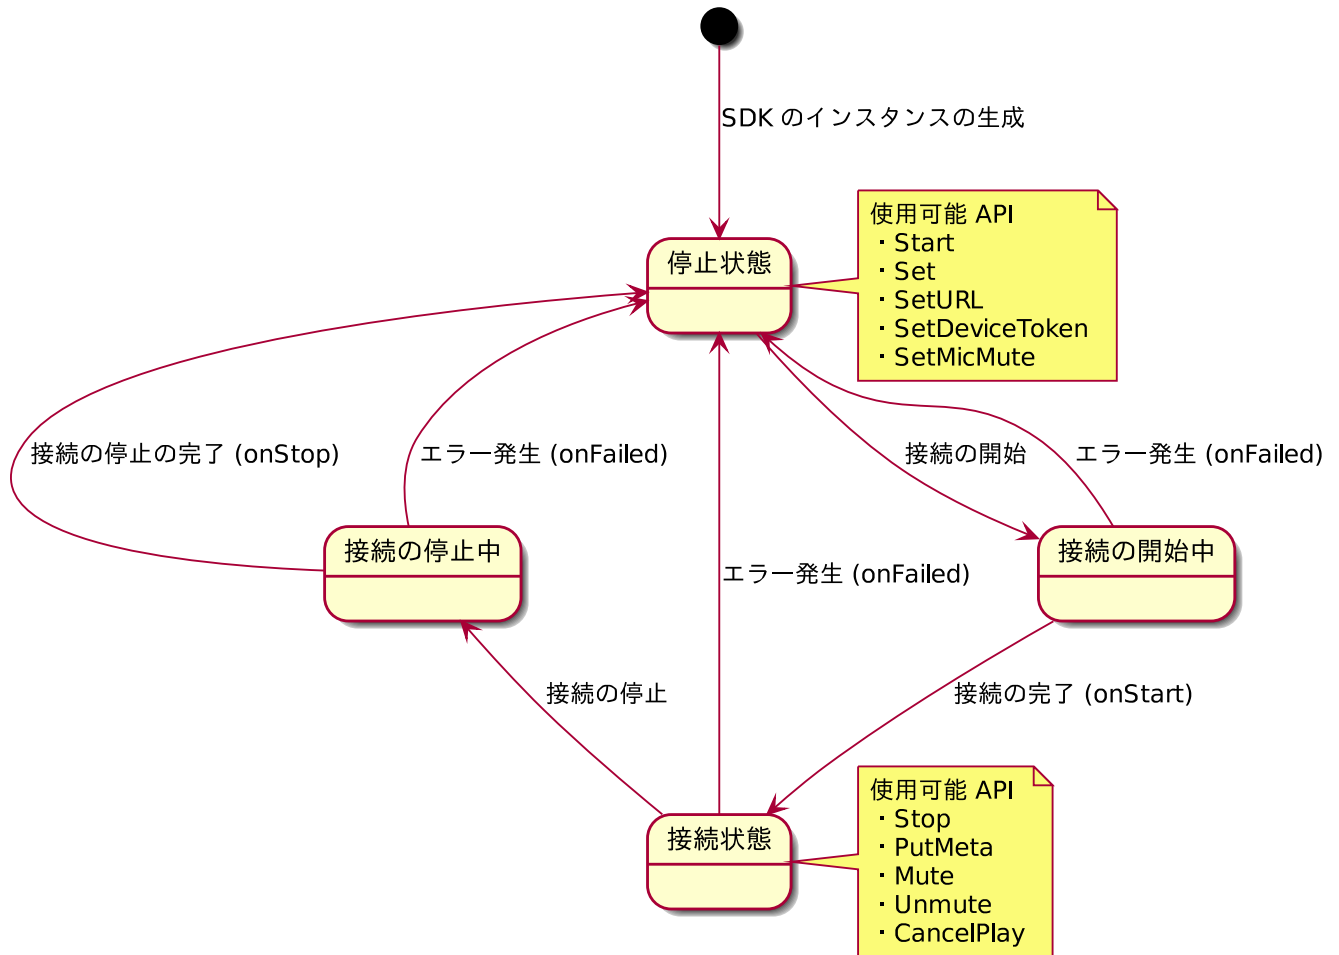 SDK のインスタンスの生成
停止状態
使用可能 API
・Start
・Set
・SetURL
・SetDeviceToken
・SetMicMute
接続の停止の完了 (onStop)
エラー発生 (onFailed)
接続の開始
エラー発生 (onFailed)
接続の停止中
エラー発生 (onFailed)
接続の開始中
接続の停止
接続の完了 (onStart)
接続状態
使用可能 API
・Stop
・PutMeta
・Mute
・Unmute
・CancelPlay